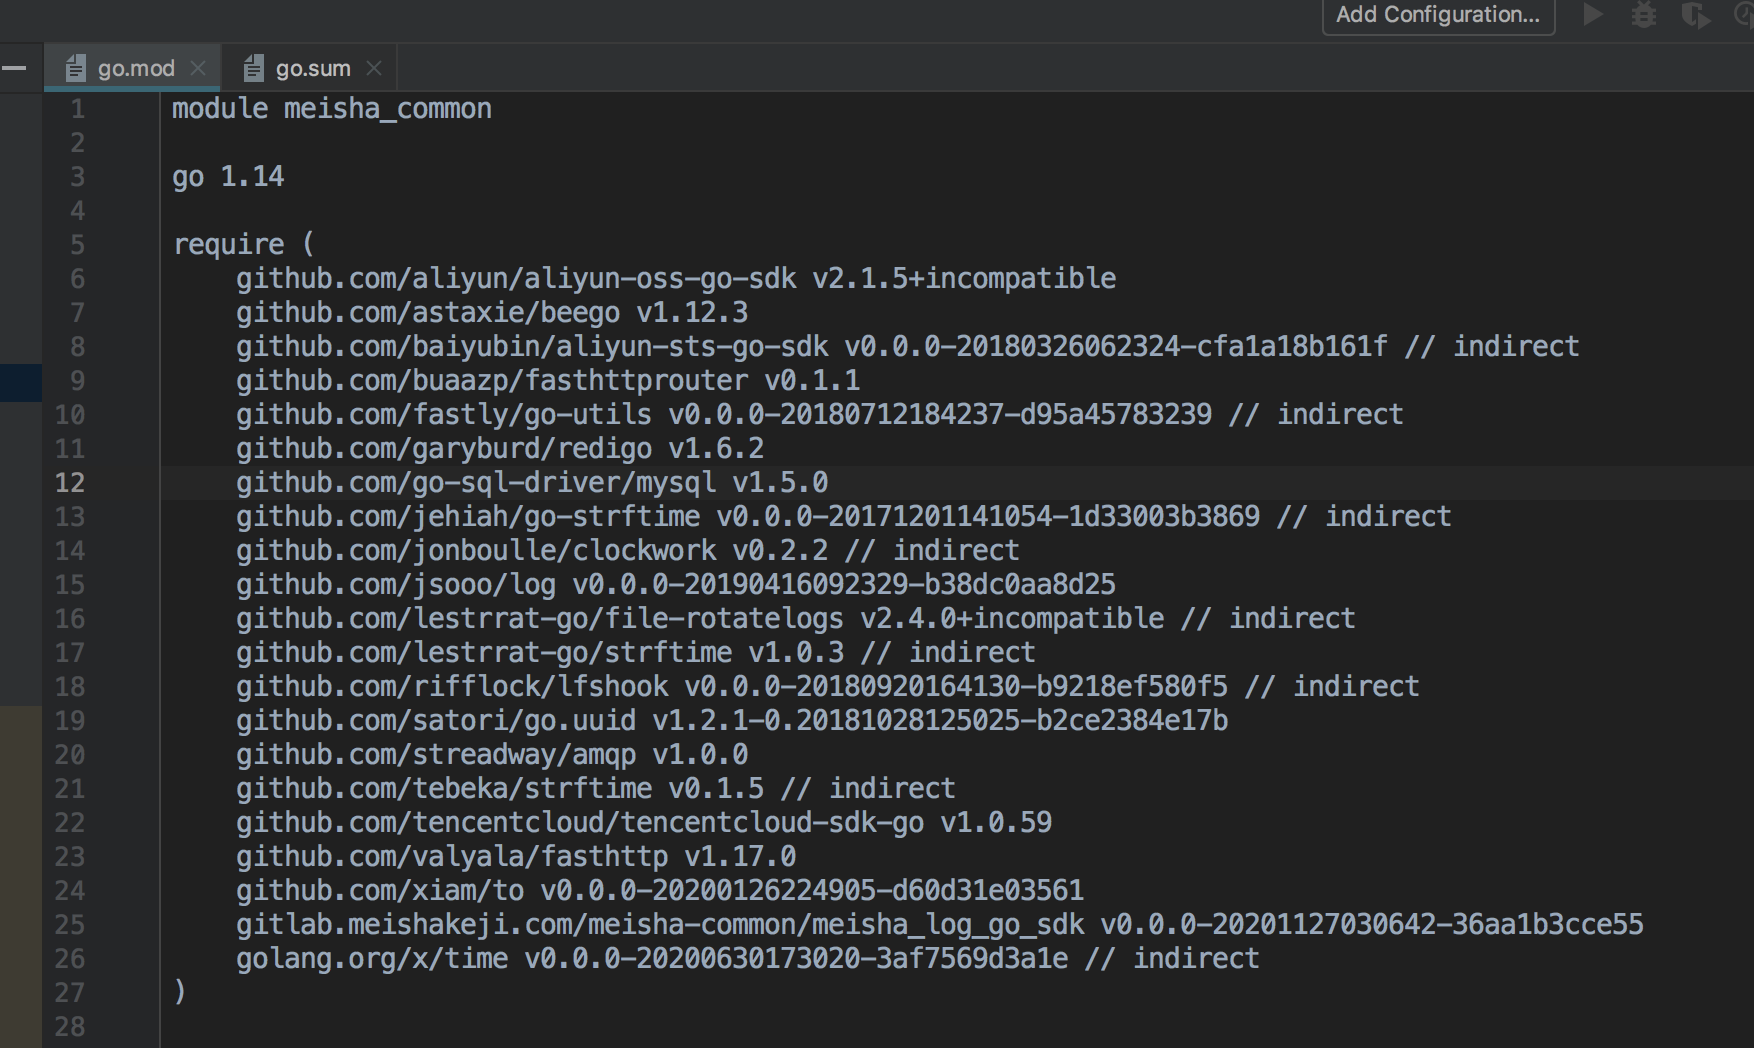 Add Configuration...
go.mod
go.sum
1 module meisha_common
2
3 go 1.14
4
5 require (
6 github.com/aliyun/aliyun-oss-go-sdk v2.1.5+incompatible
7 github.com/astaxie/beego v1.12.3
8 github.com/baiyubin/aliyun-sts-go-sdk v0.0.0-20180326062324-cfa1a18b161f // indirect
9 github.com/buaazp/fasthttprouter v0.1.1
10 github.com/fastly/go-utils v0.0.0-20180712184237-d95a45783239 // indirect
11 github.com/garyburd/redigo v1.6.2
12 github.com/go-sql-driver/mysql v1.5.0
13 github.com/jehiah/go-strftime v0.0.0-20171201141054-1d33003b3869 // indirect
14 github.com/jonboulle/clockwork v0.2.2 // indirect
15 github.com/jsooo/log v0.0.0-20190416092329-b38dc0aa8d25
16 github.com/lestrrat-go/file-rotatelogs v2.4.0+incompatible // indirect
17 github.com/lestrrat-go/strftime v1.0.3 // indirect
18 github.com/rifflock/lfshook v0.0.0-20180920164130-b9218ef580f5 // indirect
19 github.com/satori/go.uuid v1.2.1-0.20181028125025-b2ce2384e17b
20 github.com/streadway/amqp v1.0.0
21 github.com/tebeka/strftime v0.1.5 // indirect
22 github.com/tencentcloud/tencentcloud-sdk-go v1.0.59
23 github.com/valyala/fasthttp v1.17.0
24 github.com/xiam/to v0.0.0-20200126224905-d60d31e03561
25 gitlab.meishakeji.com/meisha-common/meisha_log_go_sdk v0.0.0-20201127030642-36aa1b3cce55
26 golang.org/x/time v0.0.0-20200630173020-3af7569d3a1e // indirect
27 )
28